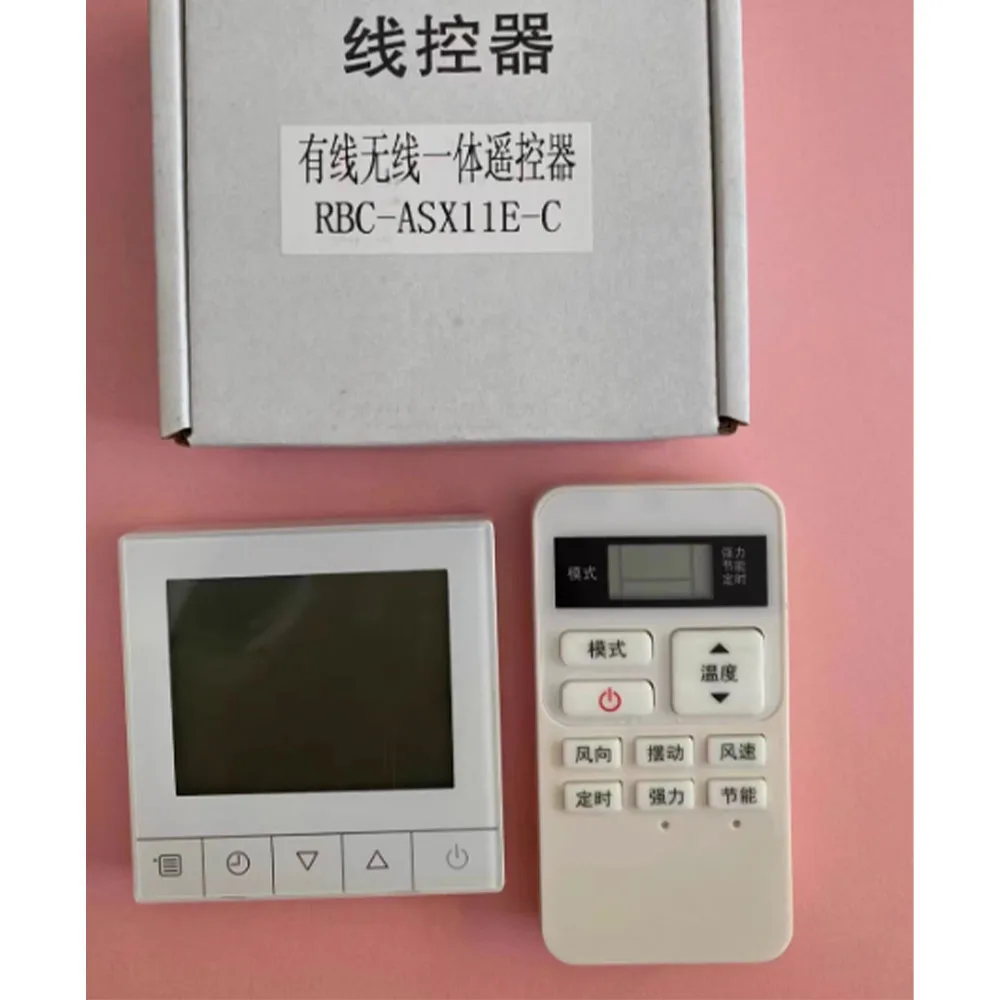 线控器
有线无线一体遥控器
RBC-ASX11E-C
模式
强力
节能
定时
模式
温度
风向 摆动 风速
定时 强力 节能